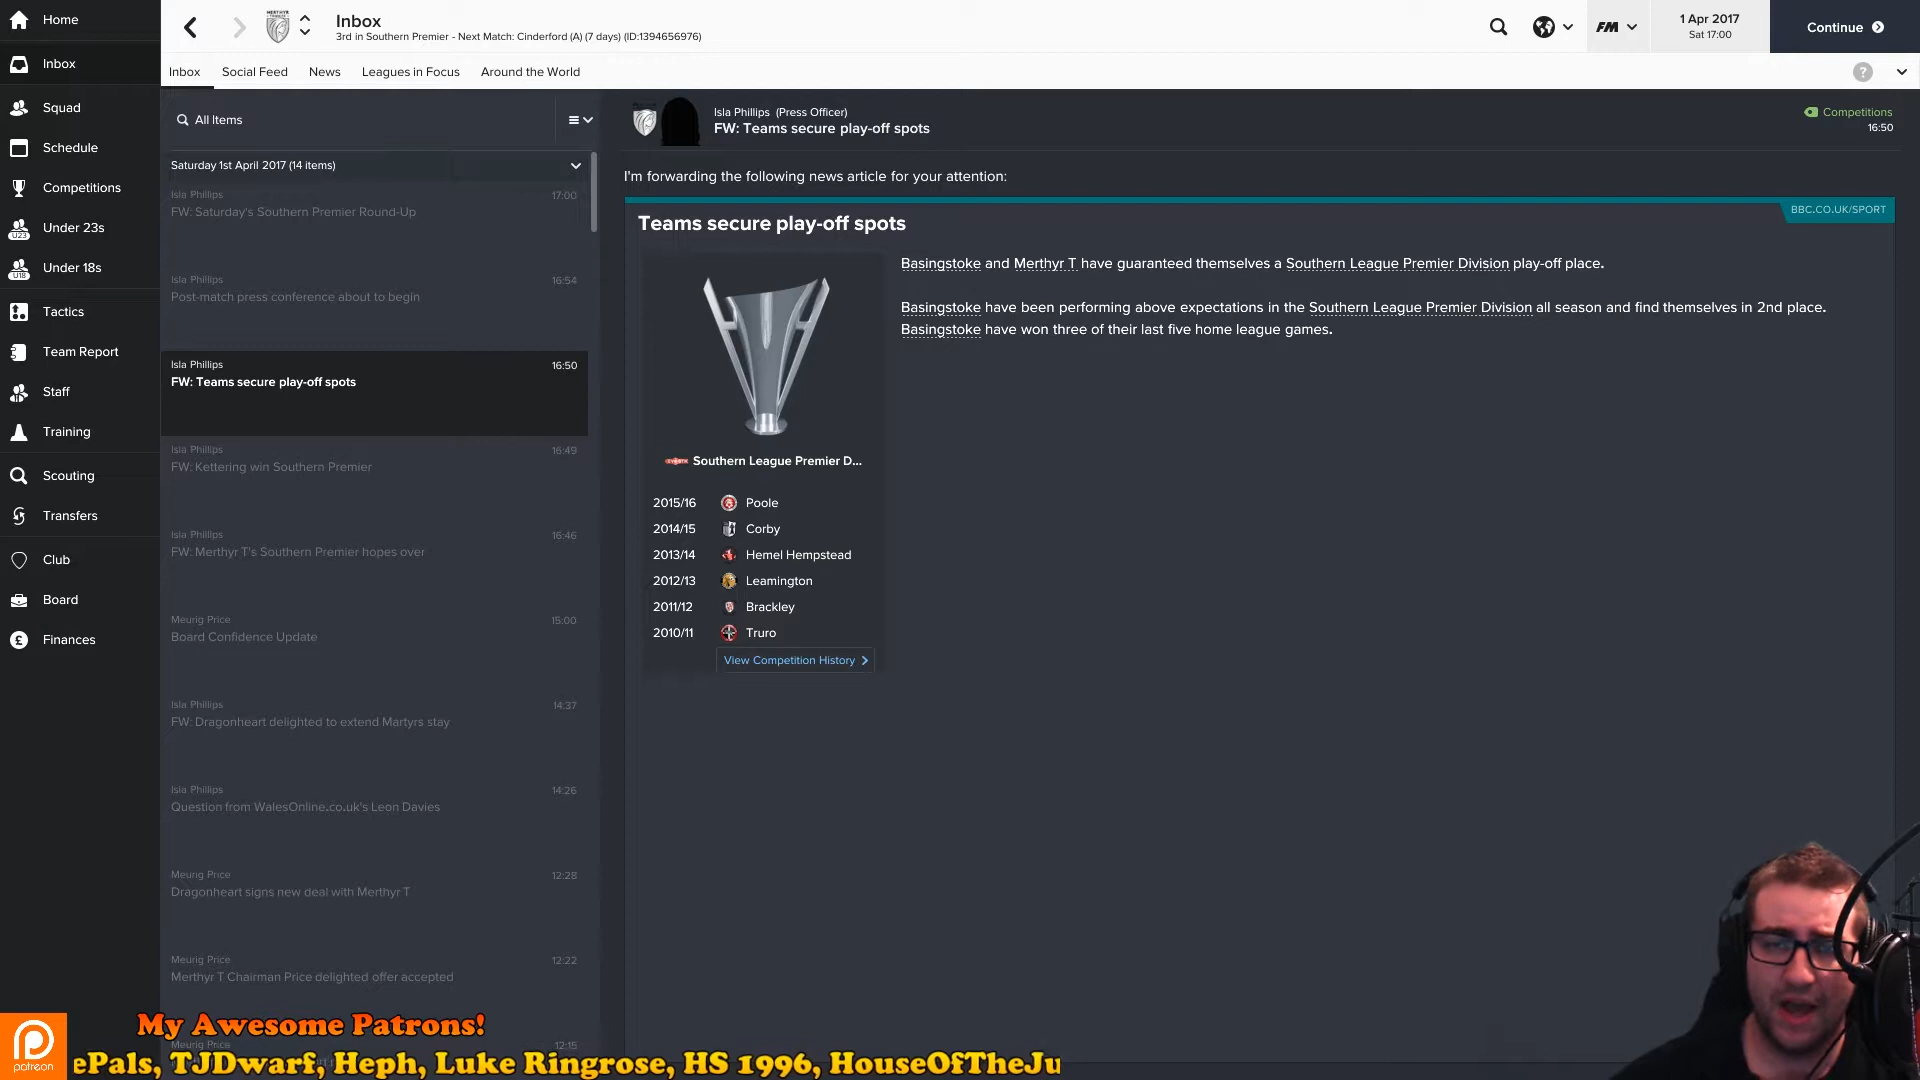 Home
Inbox
Squad
Schedule
Competitions
Under 23s
Under 18s
Tactics
Team Report
Staff
Training
Scouting
Transfers
Club
Board
Finances
Inbox
3rd in Southern Premier - Next Match: Cinderford (A) (7 days) (ID:1394656976)
FM
1 Apr 2017
Sat 17:00
Continue
Inbox Social Feed News Leagues in Focus Around the World
?
All Items
Saturday 1st April 2017 (14 items)
Isla Phillips 17:00
FW: Saturday's Southern Premier Round-Up
Isla Phillips 16:54
Post-match press conference about to begin
Isla Phillips 16:50
FW: Teams secure play-off spots
Isla Phillips 16:49
FW: Kettering win Southern Premier
Isla Phillips 16:46
FW: Merthyr T's Southern Premier hopes over
Meurig Price 15:00
Board Confidence Update
Isla Phillips 14:37
FW: Dragonheart delighted to extend Martyrs stay
Isla Phillips 14:26
Question from WalesOnline.co.uk's Leon Davies
Meurig Price 12:28
Dragonheart signs new deal with Merthyr T
Meurig Price 12:22
Merthyr T Chairman Price delighted offer accepted
Meurig Price 12:15
Isla Phillips (Press Officer)
FW: Teams secure play-off spots
Competitions
16:50
I'm forwarding the following news article for your attention:
BBC.CO.UK/SPORT
Teams secure play-off spots
Basingstoke and Merthyr T have guaranteed themselves a Southern League Premier Division play-off place.
Basingstoke have been performing above expectations in the Southern League Premier Division all season and find themselves in 2nd place.
Basingstoke have won three of their last five home league games.
Southern League Premier D...
2015/16 Poole
2014/15 Corby
2013/14 Hemel Hempstead
2012/13 Leamington
2011/12 Brackley
2010/11 Truro
View Competition History
My Awesome Patrons!
patreon
ePals, TJDwarf, Heph, Luke Ringrose, HS 1996, HouseOfTheJu